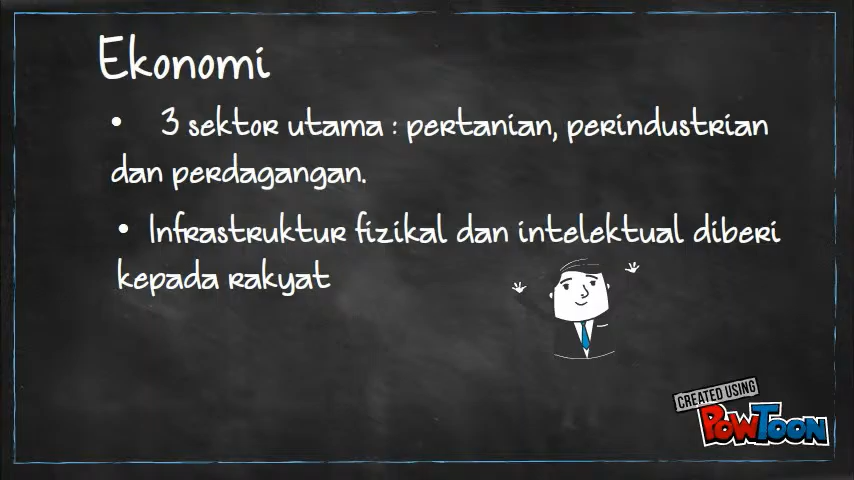 Ekonomi
• 3 sektor utama : pertanian, perindustrian
dan perdagangan.
• Infrastruktur fizikal dan intelektual diberi
kepada rakyat
CREATED USING
POWTOON